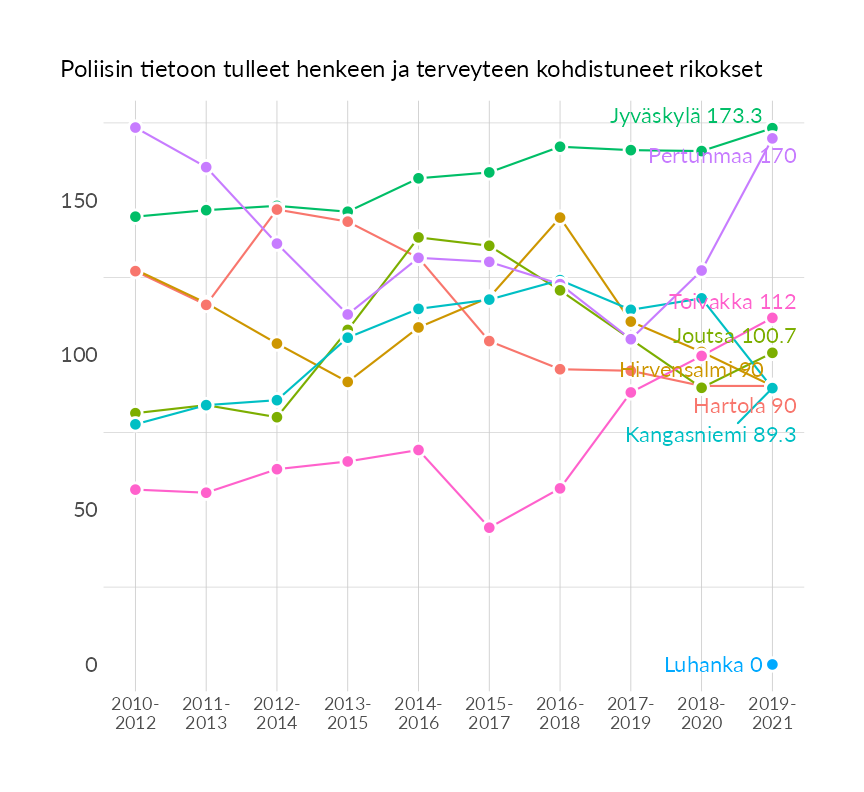 Poliisin tietoon tulleet henkeen ja terveyteen kohdistuneet rikokset
Jyväskylä 173.3
Pertunmaa 170
150
Toivakka 112
Joutsa 100.7
100
Hirvensalmi 90
Hartola 90
Kangasniemi 89.3
50
0
Luhanka 0
2010-2012
2011-2013
2012-2014
2013-2015
2014-2016
2015-2017
2016-2018
2017-2019
2018-2020
2019-2021